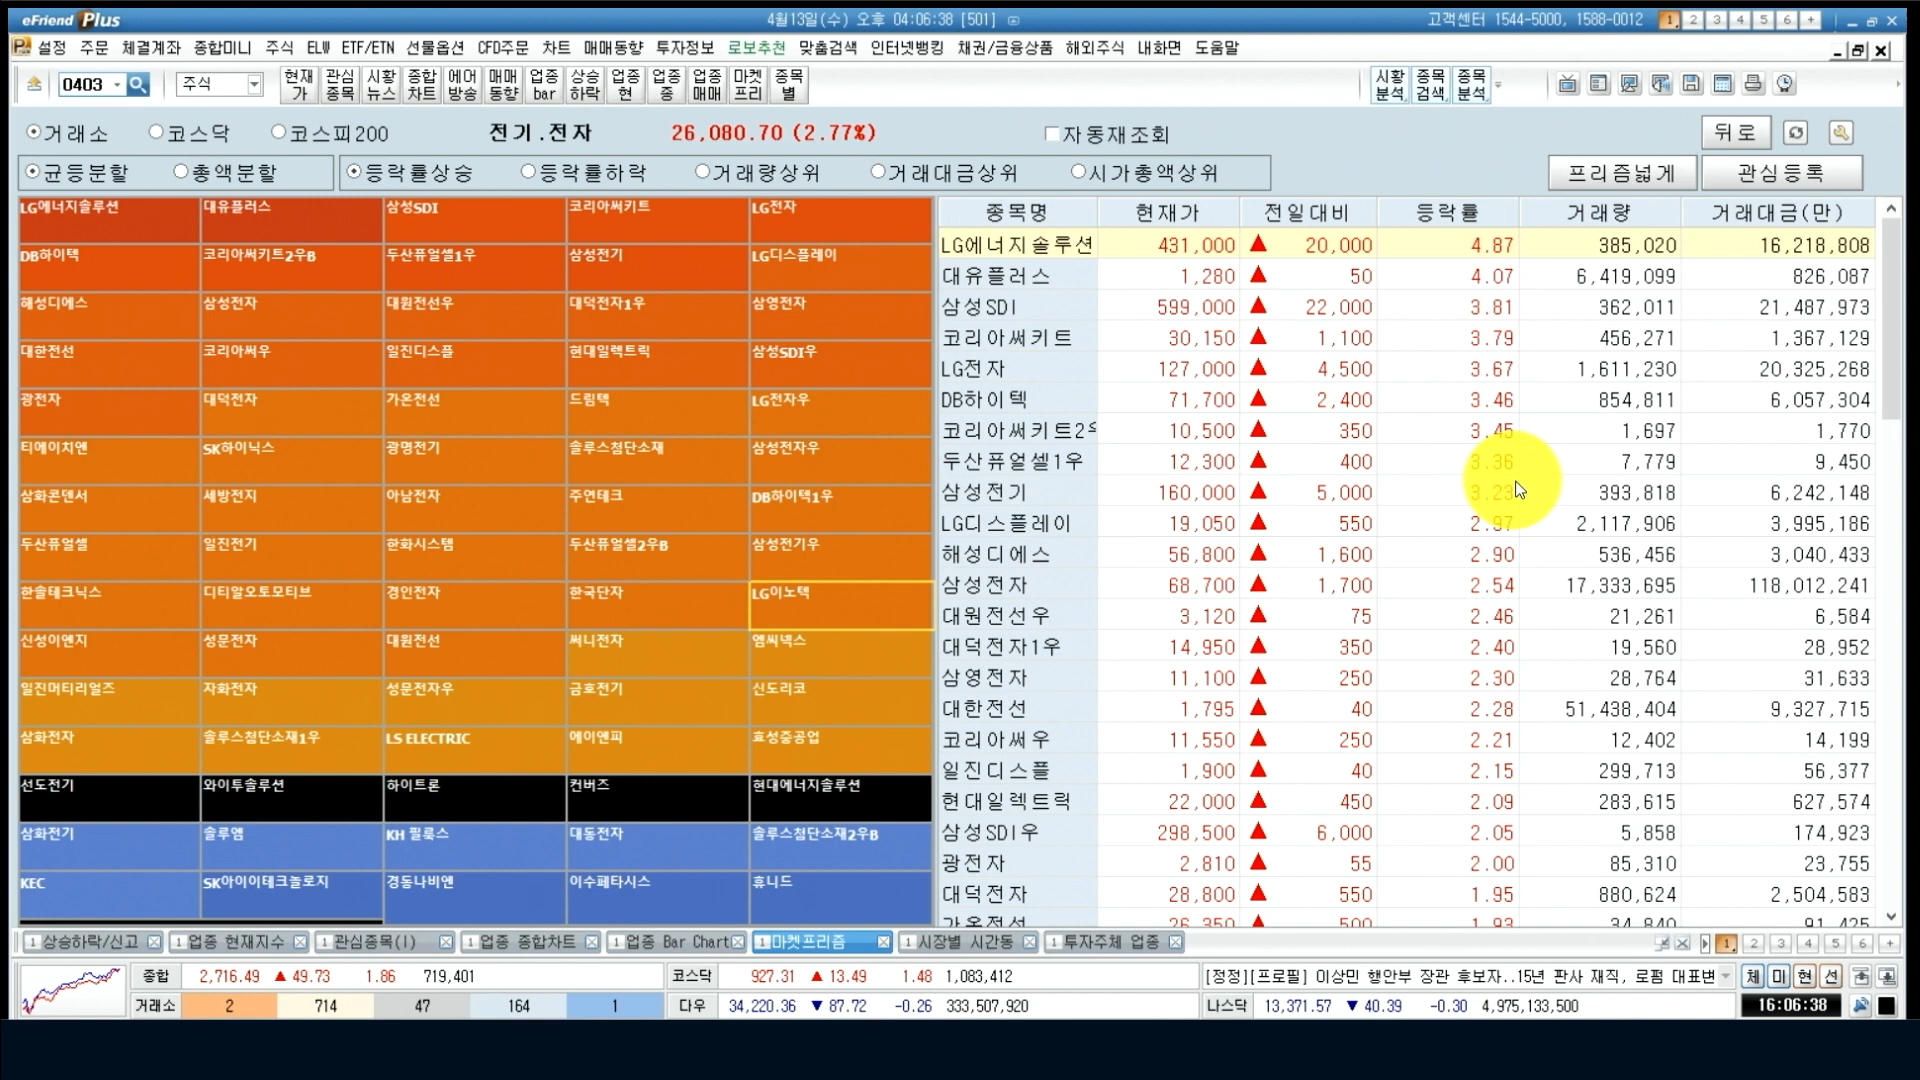 eFriend Plus
4월13일(수) 오후 04:06:38 [501]
고객센터 1544-5000, 1588-0012 1 2 3 4 5 6 +
설정 주문 체결계좌 종합미니 주식 ELW ETF/ETN 선물옵션 CFD주문 차트 매매동향 투자정보 로보추천 맞춤검색 인터넷뱅킹 채권/금융상품 해외주식 내화면 도움말
0403 주식 현재가 관심종목 시황뉴스 종합차트 에어방송 매매동향 업종bar 상승하락 업종현 업종종 업종매매 마켓프리 종목별 시황분석 종목검색 종목분석
거래소 코스닥 코스피200 전기.전자 26,080.70 (2.77%) 자동재조회 뒤로
균등분할 총액분할 등락률상승 등락률하락 거래량상위 거래대금상위 시가총액상위 프리즘넓게 관심등록
LG에너지솔루션 대유플러스 삼성SDI 코리아써키트 LG전자
DB하이텍 코리아써키트2우B 두산퓨얼셀1우 삼성전기 LG디스플레이
해성디에스 삼성전자 대원전선우 대덕전자1우 삼영전자
대한전선 코리아써우 일진디스플 현대일렉트릭 삼성SDI우
광전자 대덕전자 가온전선 드림텍 LG전자우
티에이치엔 SK하이닉스 광명전기 솔루스첨단소재 삼성전자우
삼화콘덴서 세방전지 아남전자 주연테크 DB하이텍1우
두산퓨얼셀 일진전기 한화시스템 두산퓨얼셀2우B 삼성전기우
한솔테크닉스 디티알오토모티브 경인전자 한국단자 LG이노텍
신성이엔지 성문전자 대원전선 써니전자 엠씨넥스
일진머티리얼즈 자화전자 성문전자우 금호전기 신도리코
삼화전자 솔루스첨단소재1우 LS ELECTRIC 에이엔피 효성중공업
선도전기 와이투솔루션 하이트론 컨버즈 현대에너지솔루션
삼화전기 솔루엠 KH 필룩스 대동전자 솔루스첨단소재2우B
KEC SK아이이테크놀로지 경동나비엔 이수페타시스 휴니드
종목명 현재가 전일대비 등락률 거래량 거래대금(만)
LG에너지솔루션 431,000 ▲ 20,000 4.87 385,020 16,218,808
대유플러스 1,280 ▲ 50 4.07 6,419,099 826,087
삼성SDI 599,000 ▲ 22,000 3.81 362,011 21,487,973
코리아써키트 30,150 ▲ 1,100 3.79 456,271 1,367,129
LG전자 127,000 ▲ 4,500 3.67 1,611,230 20,325,268
DB하이텍 71,700 ▲ 2,400 3.46 854,811 6,057,304
코리아써키트2우 10,500 ▲ 350 3.45 1,697 1,770
두산퓨얼셀1우 12,300 ▲ 400 3.36 7,779 9,450
삼성전기 160,000 ▲ 5,000 3.23 393,818 6,242,148
LG디스플레이 19,050 ▲ 550 2.97 2,117,906 3,995,186
해성디에스 56,800 ▲ 1,600 2.90 536,456 3,040,433
삼성전자 68,700 ▲ 1,700 2.54 17,333,695 118,012,241
대원전선우 3,120 ▲ 75 2.46 21,261 6,584
대덕전자1우 14,950 ▲ 350 2.40 19,560 28,952
삼영전자 11,100 ▲ 250 2.30 28,764 31,633
대한전선 1,795 ▲ 40 2.28 51,438,404 9,327,715
코리아써우 11,550 ▲ 250 2.21 12,402 14,199
일진디스플 1,900 ▲ 40 2.15 299,713 56,377
현대일렉트릭 22,000 ▲ 450 2.09 283,615 627,574
삼성SDI우 298,500 ▲ 6,000 2.05 5,858 174,923
광전자 2,810 ▲ 55 2.00 85,310 23,755
대덕전자 28,800 ▲ 550 1.95 880,624 2,504,583
가온전선 26,350 ▲ 500 1.93 34,840 91,425
1 상승하락/신고 1 업종 현재지수 1 관심종목(I) 1 업종 종합차트 1 업종 Bar Chart 1 마켓프리즘 1 시장별 시간동 1 투자주체 업종 1 2 3 4 5 6 +
종합 2,716.49 ▲ 49.73 1.86 719,401 코스닥 927.31 ▲ 13.49 1.48 1,083,412 [정정][프로필] 이상민 행안부 장관 후보자..15년 판사 재직, 로펌 대표변 체 미 현 선
거래소 2 714 47 164 1 다우 34,220.36 ▼ 87.72 -0.26 333,507,920 나스닥 13,371.57 ▼ 40.39 -0.30 4,975,133,500 16:06:38